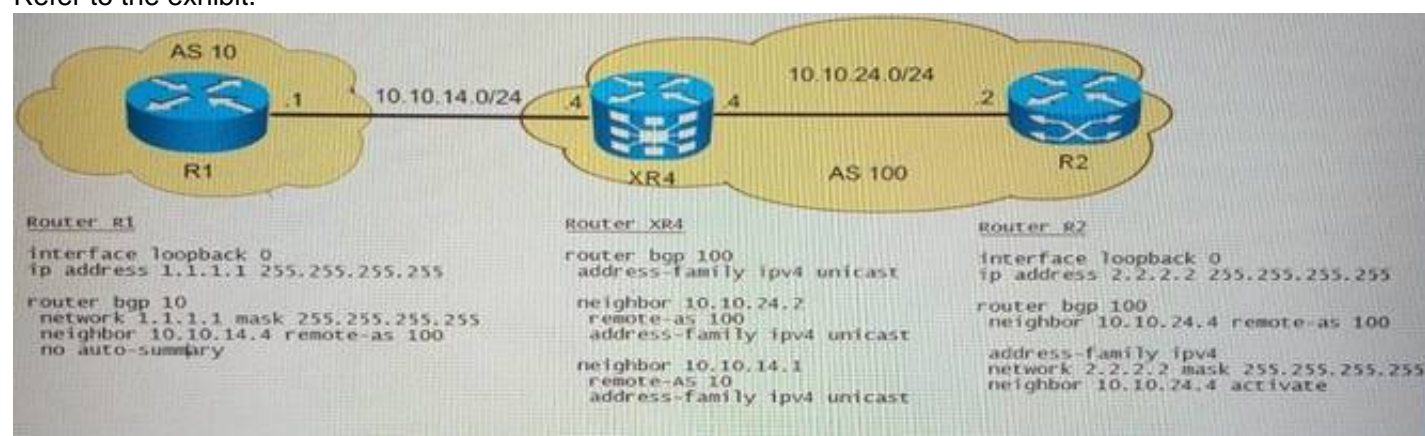 Refer to the exhibit.
AS 10
10.10.14.0/24
10.10.24.0/24
.1
.4
.4
.2
R1
XR4
AS 100
R2
Router R1
interface loopback 0
ip address 1.1.1.1 255.255.255.255
router bgp 10
network 1.1.1.1 mask 255.255.255.255
neighbor 10.10.14.4 remote-as 100
no auto-summary
Router XR4
router bgp 100
address-family ipv4 unicast
neighbor 10.10.24.2
remote-as 100
address-family ipv4 unicast
neighbor 10.10.14.1
remote-AS 10
address-family ipv4 unicast
Router R2
interface loopback 0
ip address 2.2.2.2 255.255.255.255
router bgp 100
neighbor 10.10.24.4 remote-as 100
address-family ipv4
network 2.2.2.2 mask 255.255.255.255
neighbor 10.10.24.4 activate